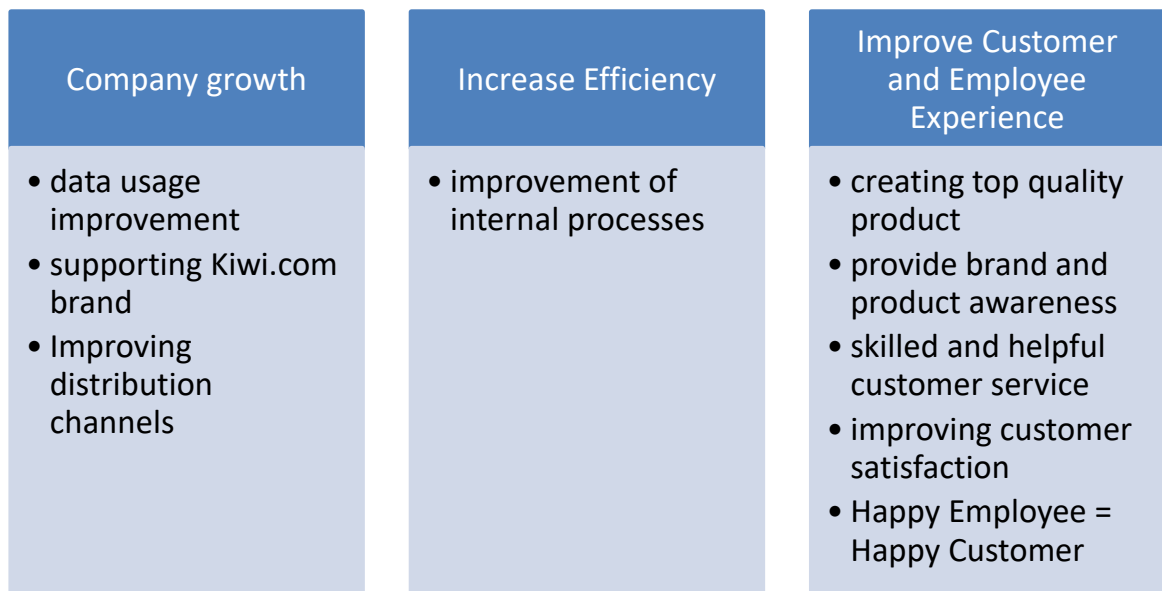 Company growth
• data usage
improvement
• supporting Kiwi.com
brand
• Improving
distribution
channels
Increase Efficiency
• improvement of
internal processes
Improve Customer
and Employee
Experience
• creating top quality
product
• provide brand and
product awareness
• skilled and helpful
customer service
• improving customer
satisfaction
• Happy Employee =
Happy Customer